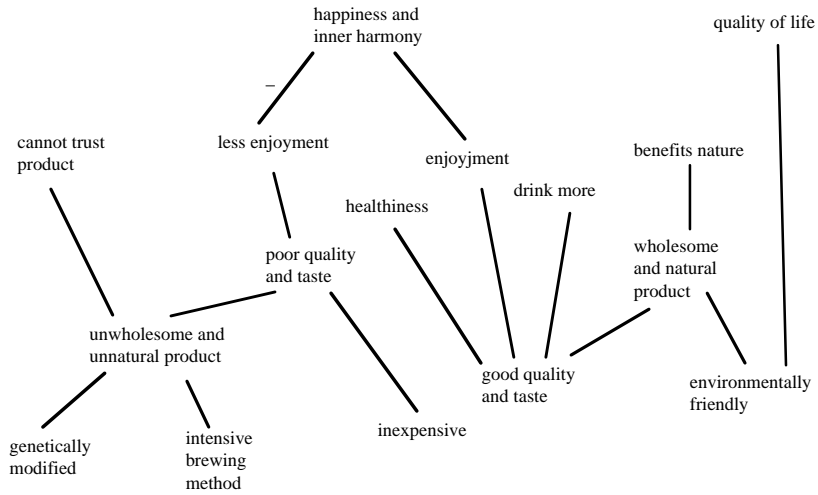 happiness and
inner harmony
quality of life
–
cannot trust
product
less enjoyment
enjoyjment
benefits nature
drink more
healthiness
poor quality
and taste
wholesome
and natural
product
unwholesome and
unnatural product
good quality
and taste
environmentally
friendly
inexpensive
genetically
modified
intensive
brewing
method